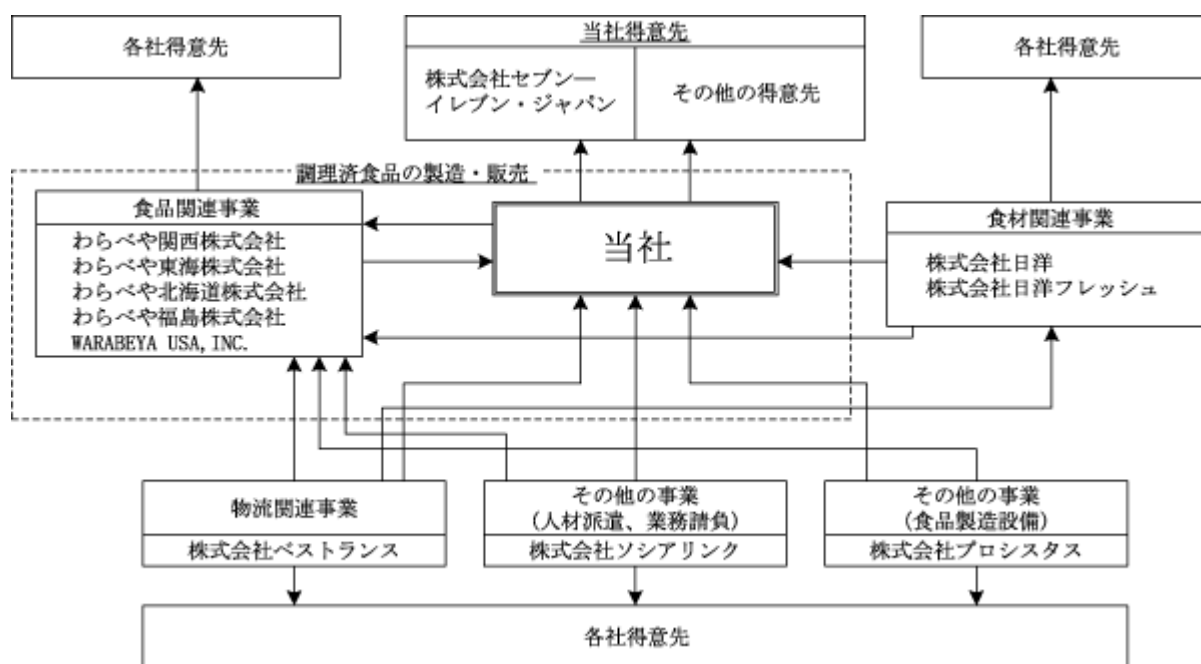 各社得意先
当社得意先
株式会社セブン―
イレブン・ジャパン
その他の得意先
各社得意先
調理済食品の製造・販売
食品関連事業
わらべや関西株式会社
わらべや東海株式会社
わらべや北海道株式会社
わらべや福島株式会社
WARABEYA USA, INC.
当社
食材関連事業
株式会社日洋
株式会社日洋フレッシュ
物流関連事業
株式会社ベストランス
その他の事業
(人材派遣、業務請負)
株式会社ソシアリンク
その他の事業
(食品製造設備)
株式会社プロシスタス
各社得意先